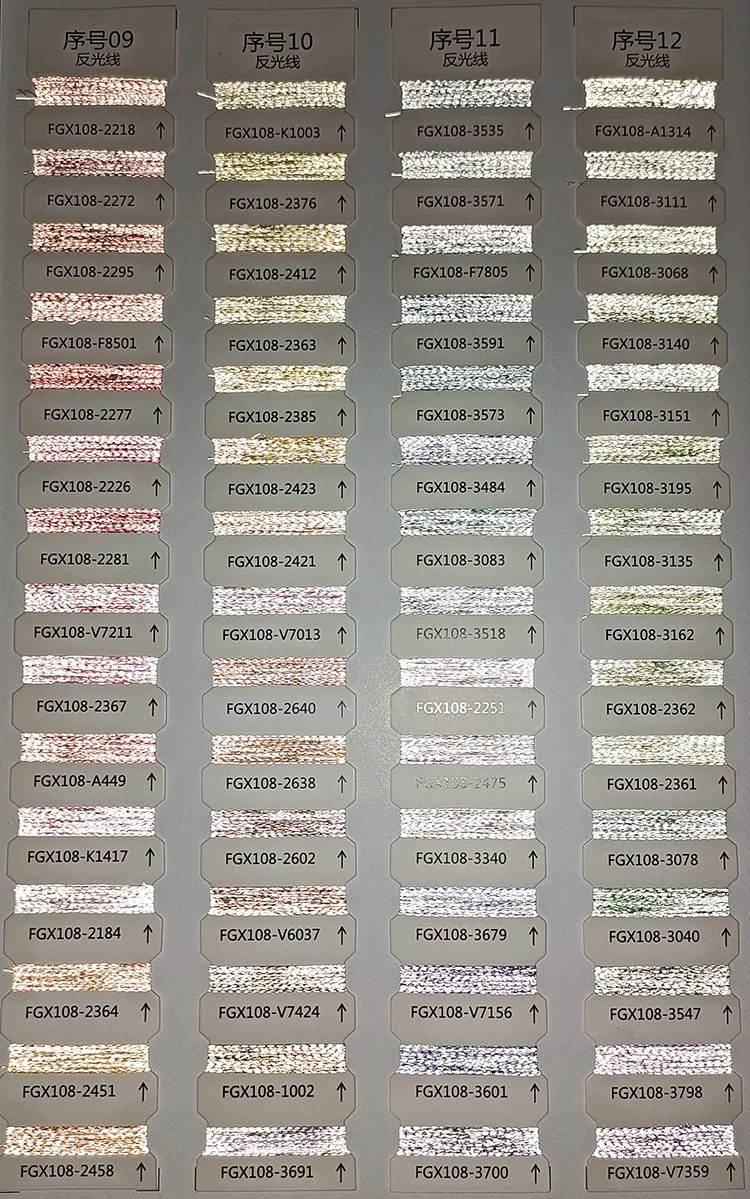 序号09
反光线
FGX108-2218 ↑
FGX108-2272 ↑
FGX108-2295 ↑
FGX108-F8501 ↑
FGX108-2277 ↑
FGX108-2226 ↑
FGX108-2281 ↑
FGX108-V7211 ↑
FGX108-2367 ↑
FGX108-A449 ↑
FGX108-K1417 ↑
FGX108-2184 ↑
FGX108-2364 ↑
FGX108-2451 ↑
FGX108-2458 ↑
序号10
反光线
FGX108-K1003 ↑
FGX108-2376 ↑
FGX108-2412 ↑
FGX108-2363 ↑
FGX108-2385 ↑
FGX108-2423 ↑
FGX108-2421 ↑
FGX108-V7013 ↑
FGX108-2640 ↑
FGX108-2638 ↑
FGX108-2602 ↑
FGX108-V6037 ↑
FGX108-V7424 ↑
FGX108-1002 ↑
FGX108-3691 ↑
序号11
反光线
FGX108-3535 ↑
FGX108-3571 ↑
FGX108-F7805 ↑
FGX108-3591 ↑
FGX108-3573 ↑
FGX108-3484 ↑
FGX108-3083 ↑
FGX108-3518 ↑
FGX108-2251 ↑
FGX108-2475 ↑
FGX108-3340 ↑
FGX108-3679 ↑
FGX108-V7156 ↑
FGX108-3601 ↑
FGX108-3700 ↑
序号12
反光线
FGX108-A1314 ↑
FGX108-3111 ↑
FGX108-3068 ↑
FGX108-3140 ↑
FGX108-3151 ↑
FGX108-3195 ↑
FGX108-3135 ↑
FGX108-3162 ↑
FGX108-2362 ↑
FGX108-2361 ↑
FGX108-3078 ↑
FGX108-3040 ↑
FGX108-3547 ↑
FGX108-3798 ↑
FGX108-V7359 ↑